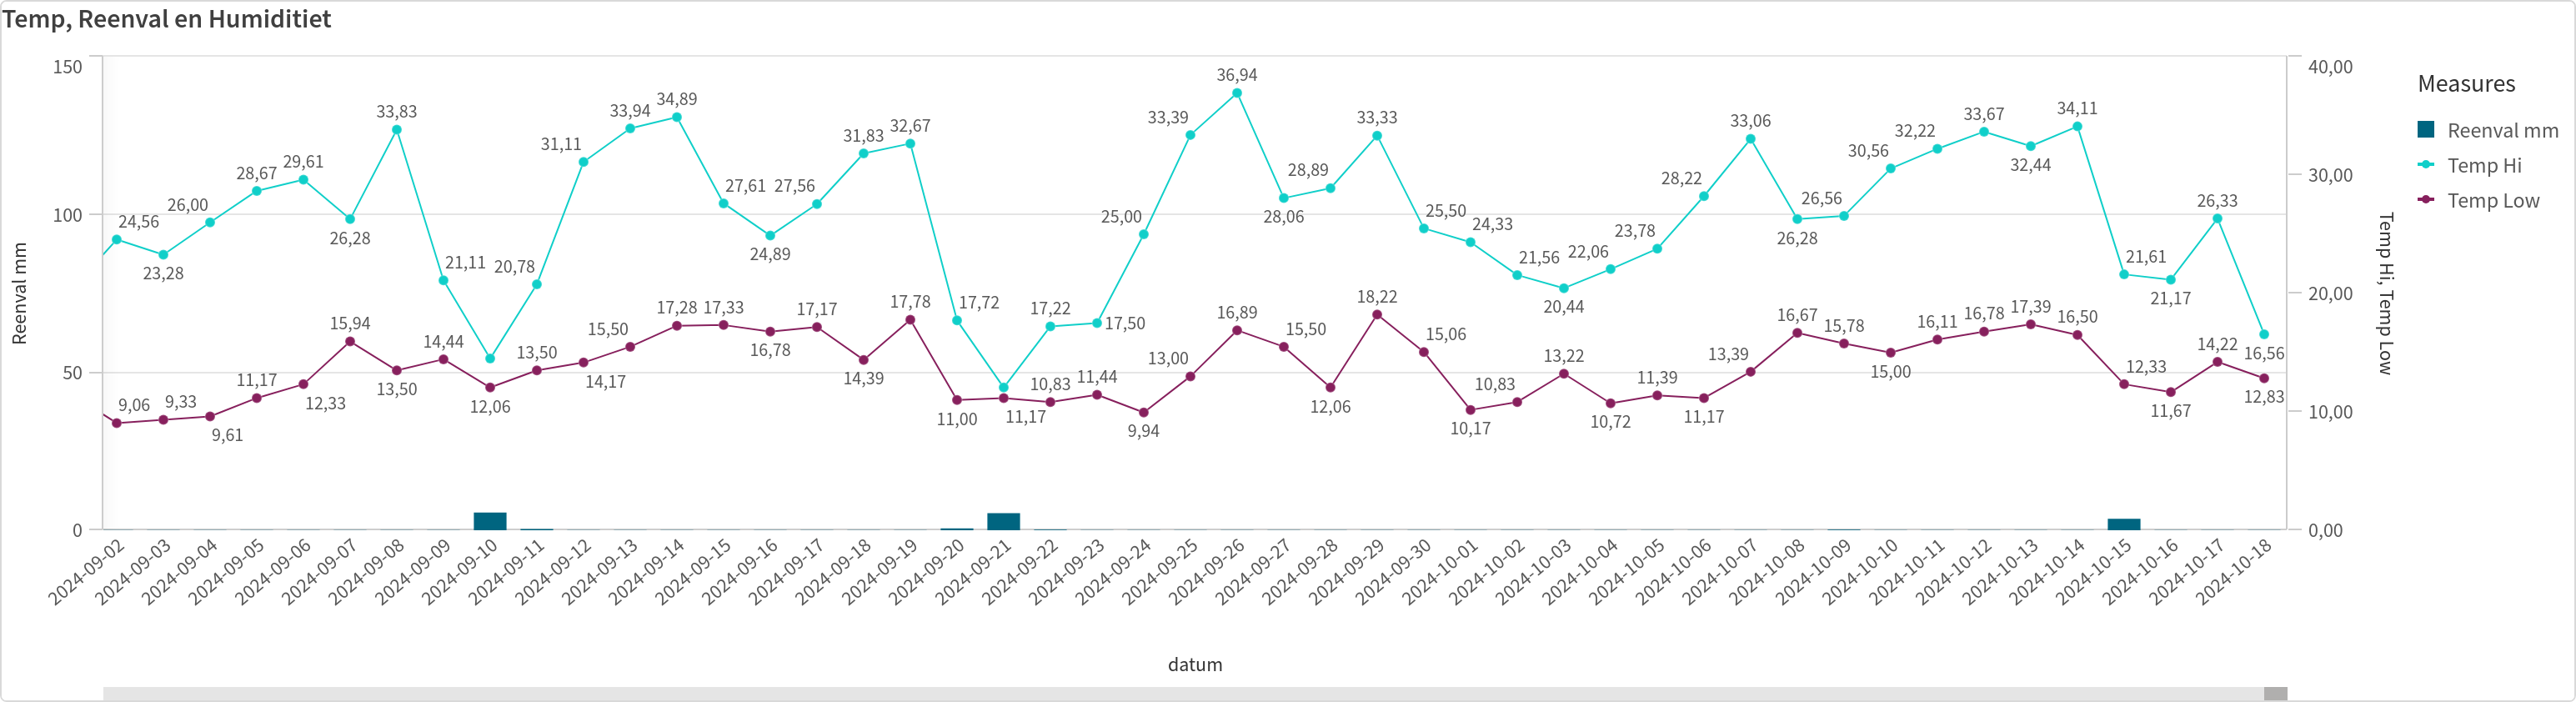 Temp, Reenval en Humiditiet
150
100
50
0
Reenval mm
40,00
30,00
20,00
10,00
0,00
Temp Hi, Temp Low
Measures
Reenval mm
Temp Hi
Temp Low
24,56 23,28 26,00 28,67 29,61 26,28 33,83 21,11 20,78 31,11 33,94 34,89 27,61 24,89 27,56 31,83 32,67 17,72 17,22 17,50 25,00 33,39 36,94 28,06 28,89 33,33 25,50 24,33 21,56 20,44 22,06 23,78 28,22 33,06 26,28 26,56 30,56 32,22 33,67 32,44 34,11 21,61 21,17 26,33 16,56
9,06 9,33 9,61 11,17 12,33 15,94 13,50 14,44 12,06 13,50 14,17 15,50 17,28 17,33 16,78 17,17 14,39 17,78 11,00 11,17 10,83 11,44 9,94 13,00 16,89 15,50 12,06 18,22 15,06 10,17 10,83 13,22 10,72 11,39 11,17 13,39 16,67 15,78 15,00 16,11 16,78 17,39 16,50 12,33 11,67 14,22 12,83
2024-09-02 2024-09-03 2024-09-04 2024-09-05 2024-09-06 2024-09-07 2024-09-08 2024-09-09 2024-09-10 2024-09-11 2024-09-12 2024-09-13 2024-09-14 2024-09-15 2024-09-16 2024-09-17 2024-09-18 2024-09-19 2024-09-20 2024-09-21 2024-09-22 2024-09-23 2024-09-24 2024-09-25 2024-09-26 2024-09-27 2024-09-28 2024-09-29 2024-09-30 2024-10-01 2024-10-02 2024-10-03 2024-10-04 2024-10-05 2024-10-06 2024-10-07 2024-10-08 2024-10-09 2024-10-10 2024-10-11 2024-10-12 2024-10-13 2024-10-14 2024-10-15 2024-10-16 2024-10-17 2024-10-18
datum